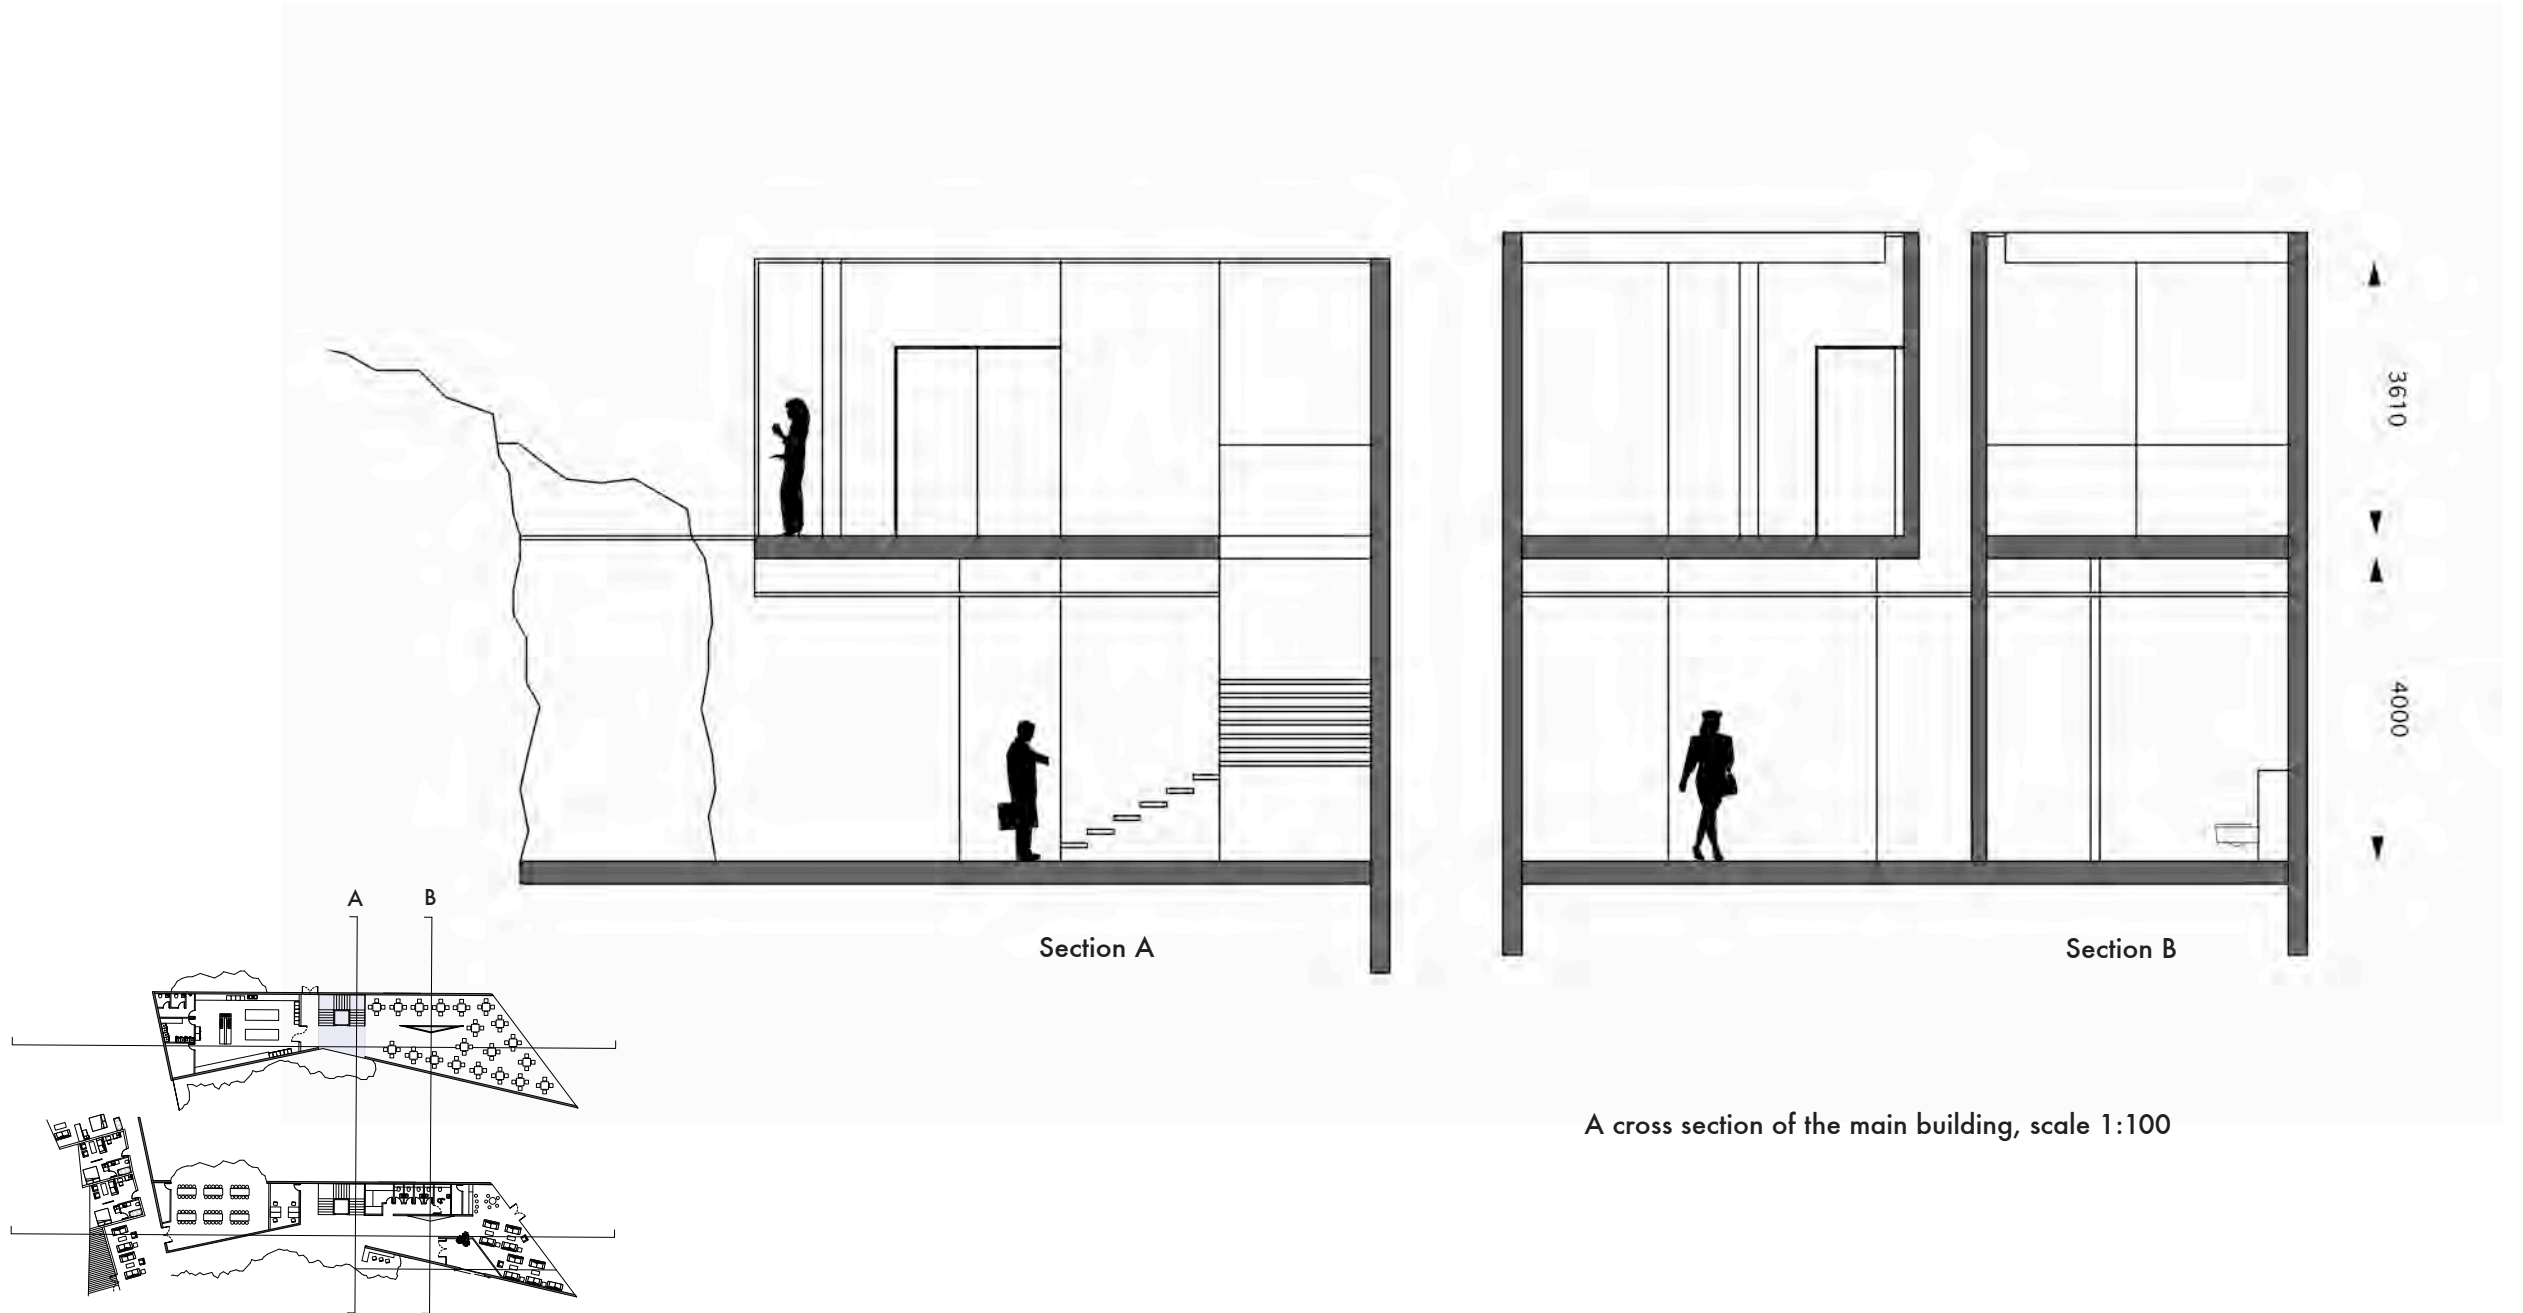 3610
4000
A
B
Section A
Section B
A cross section of the main building, scale 1:100